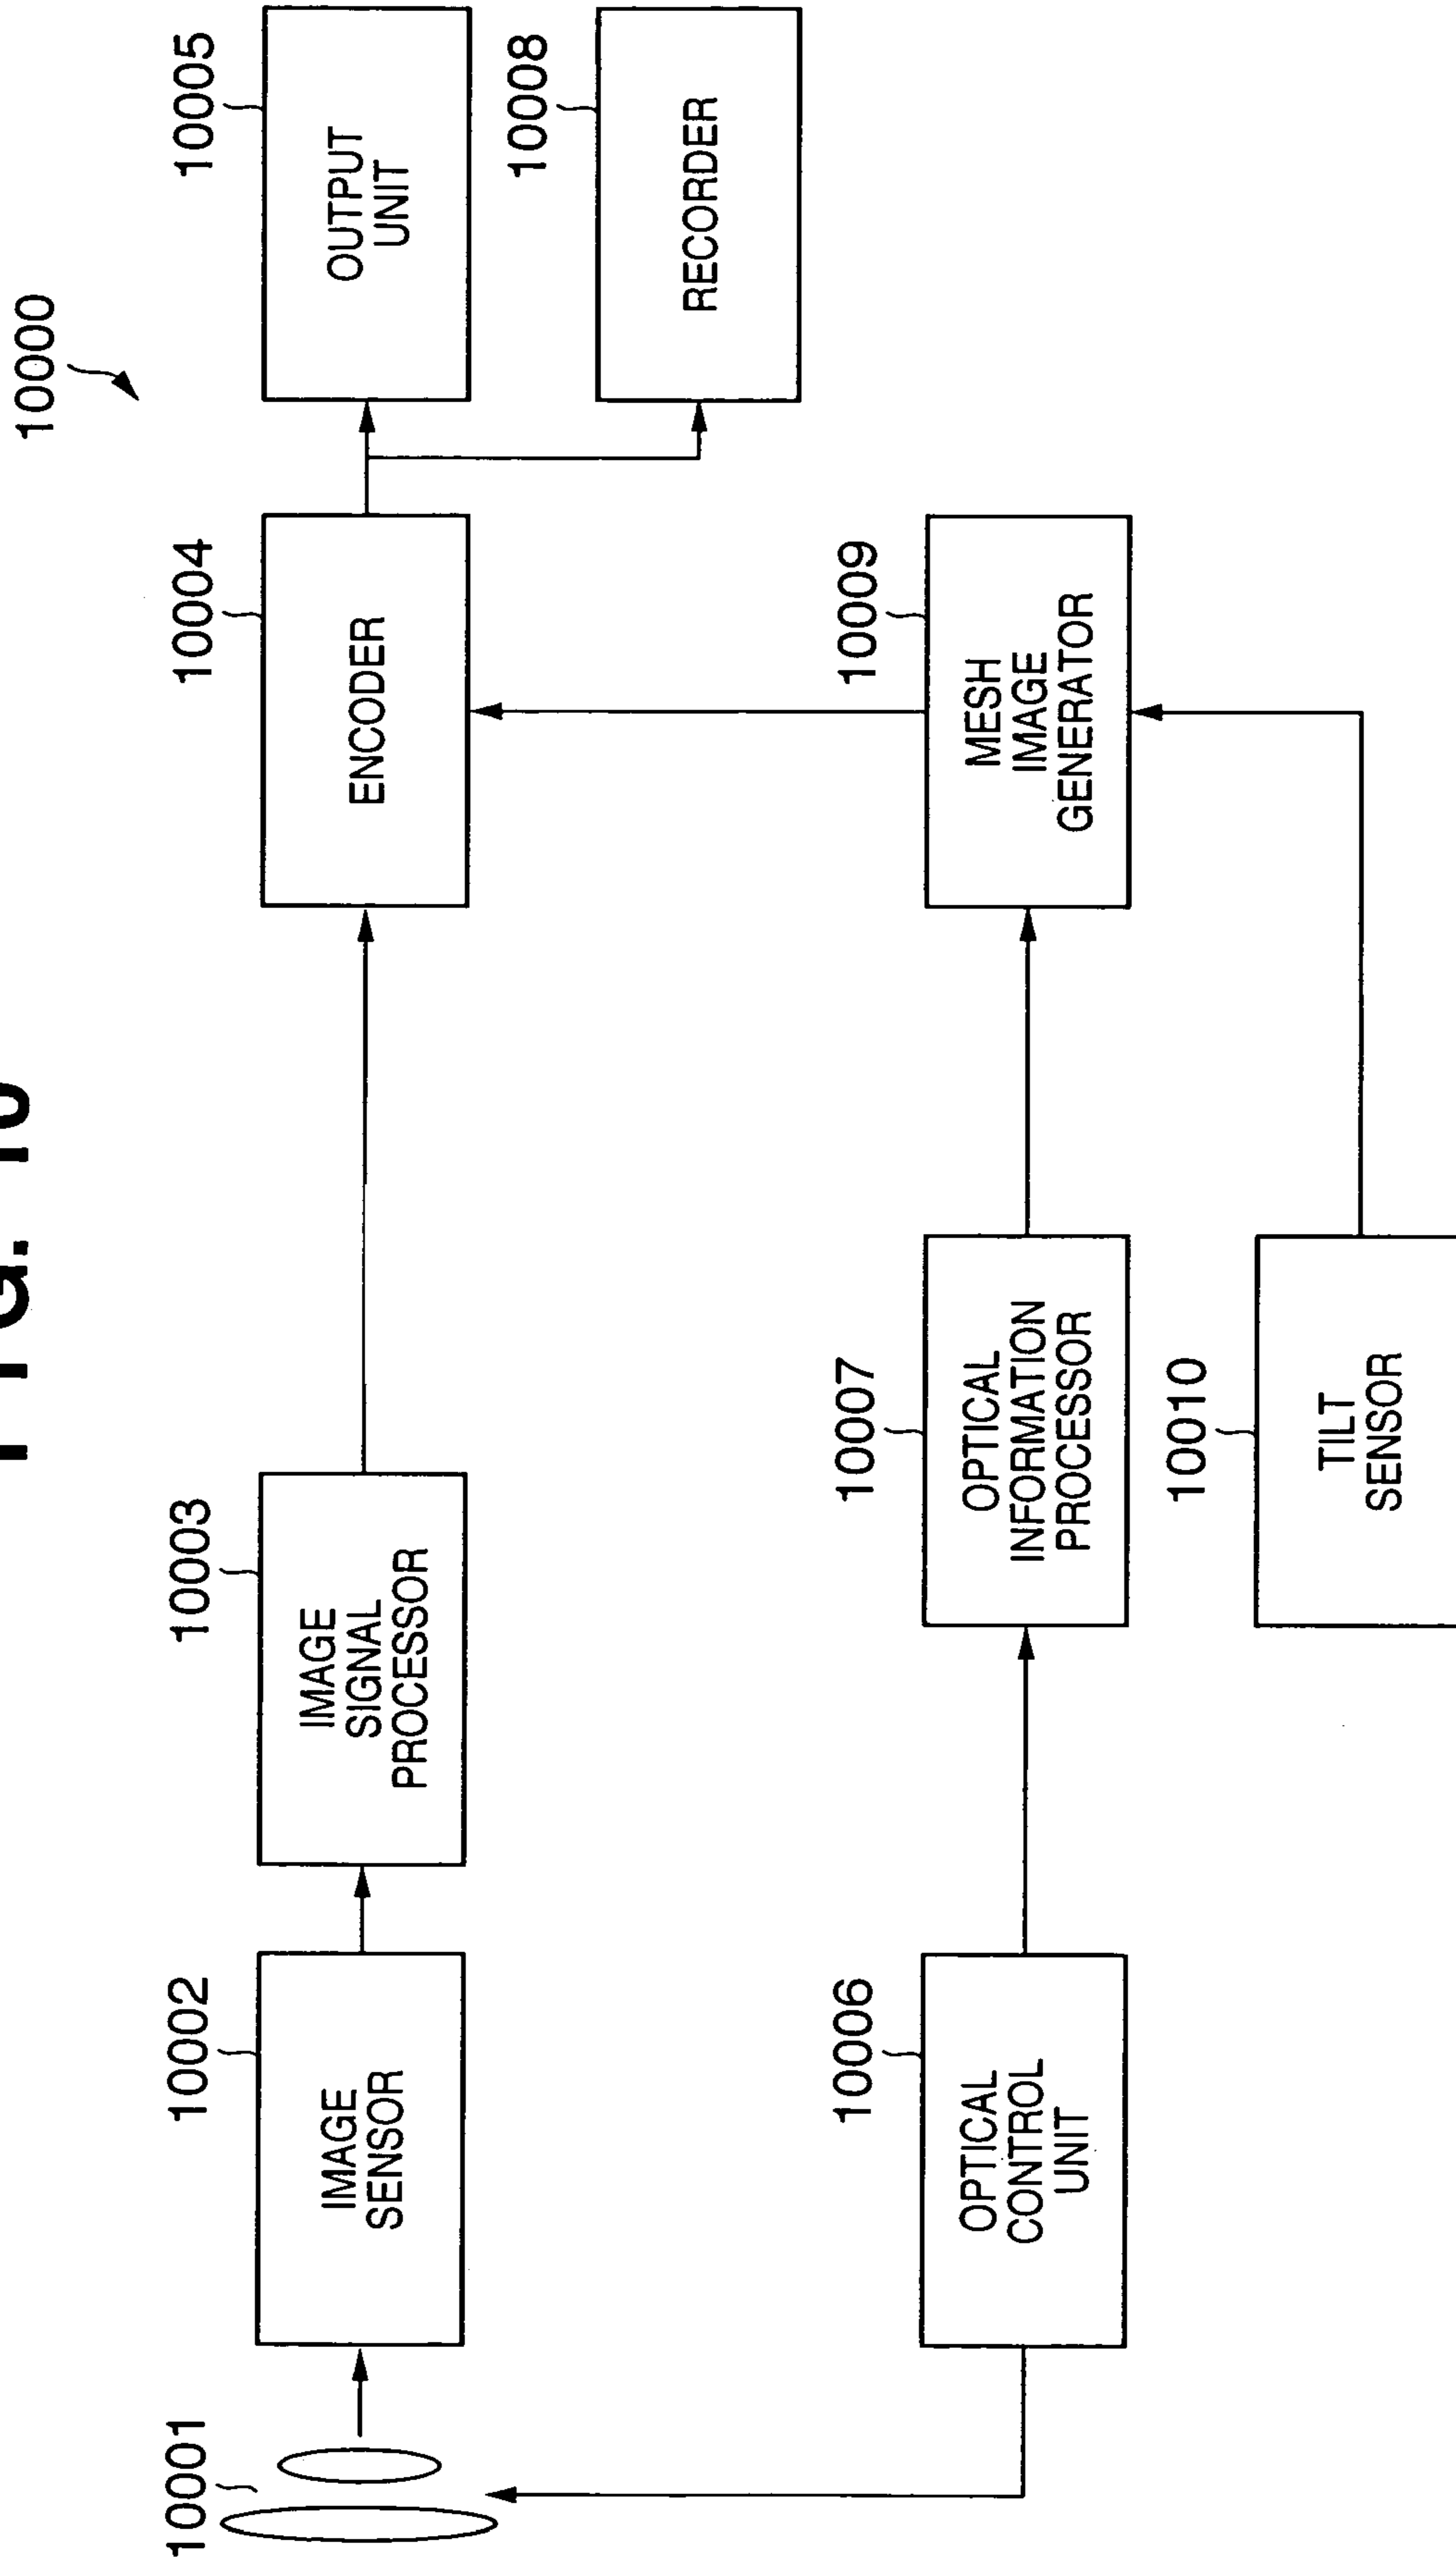 FIG.
10000
10001
10002
IMAGE
SENSOR
10003
IMAGE
SIGNAL
PROCESSOR
10004
ENCODER
10005
OUTPUT
UNIT
10008
RECORDER
10006
OPTICAL
CONTROL
UNIT
10007
OPTICAL
INFORMATION
PROCESSOR
10009
MESH
IMAGE
GENERATOR
10010
TILT
SENSOR